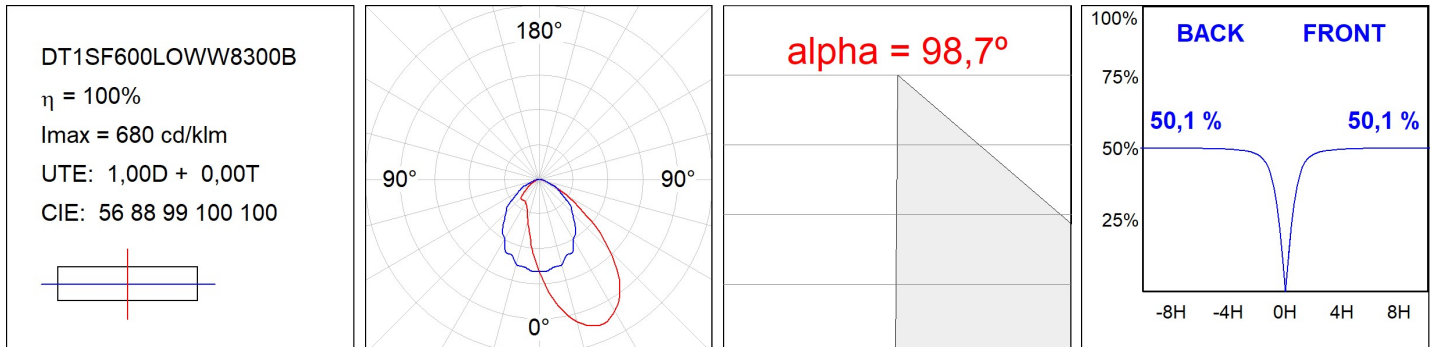 DT1SF600LOWW8300B
η = 100%
Imax = 680 cd/klm
UTE: 1,00D + 0,00T
CIE: 56 88 99 100 100
180°
90° 90°
0°
alpha = 98,7º
100%
BACK FRONT
75%
50,1 % 50,1 %
50%
25%
-8H -4H 0H 4H 8H